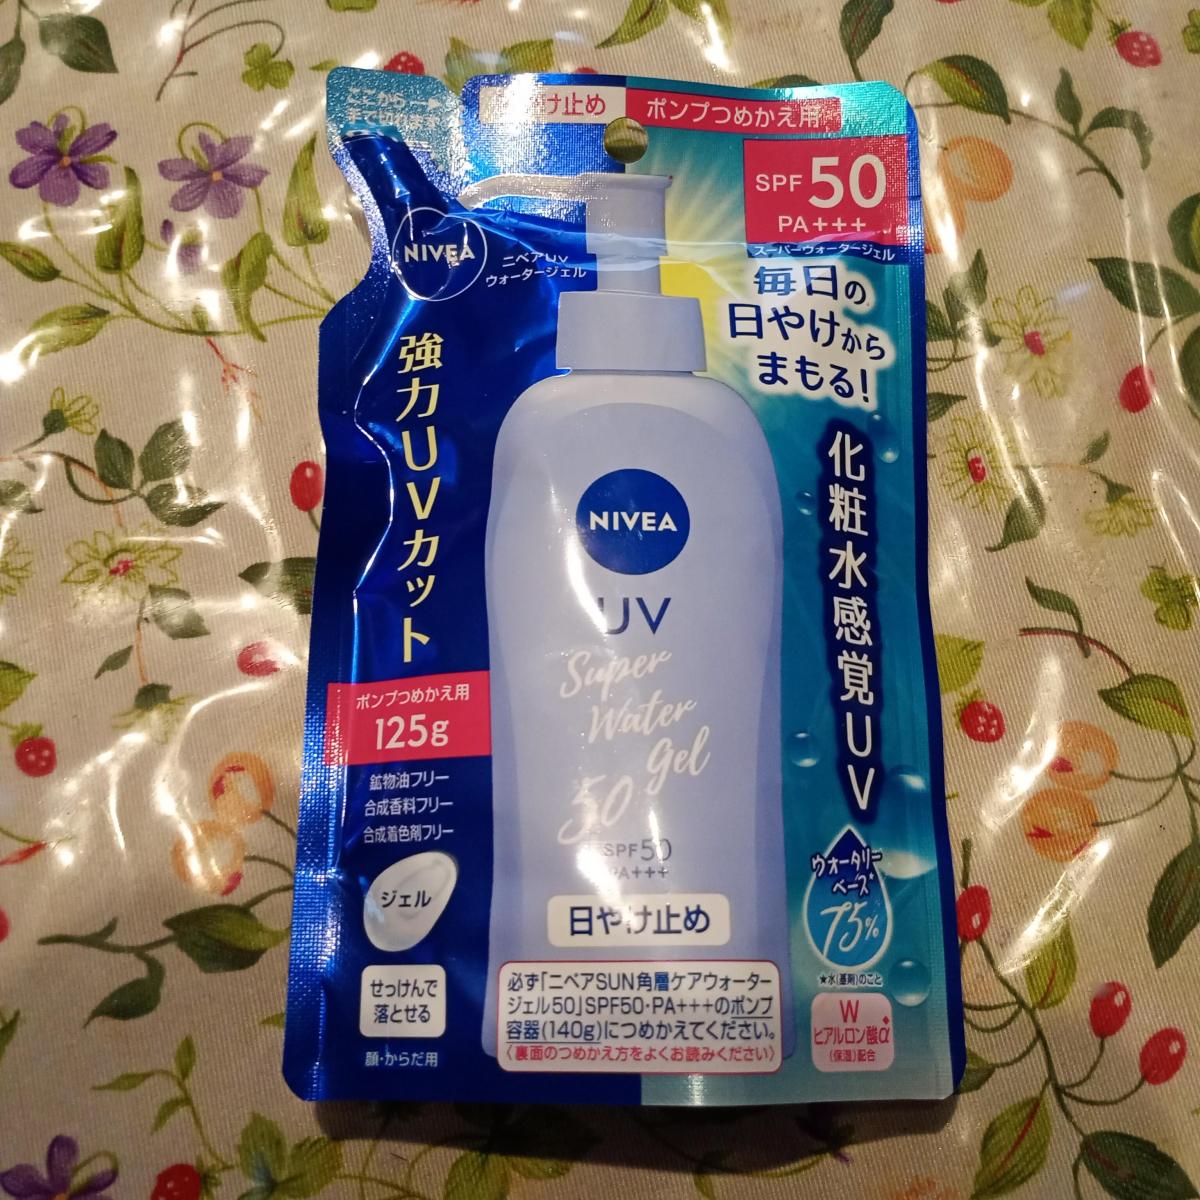 ここから
手で切れます
け止め
ポンプつめかえ用
SPF 50
PA+++
スーパーウォータージェル
毎日の
日やけから
まもる!
NIVEA
ニベアUV
ウォータージェル
強力UVカット
化粧水感覚UV
NIVEA
UV
Super
Water
Gel
50
SPF50
PA+++
日やけ止め
ポンプつめかえ用
125g
鉱物油フリー
合成香料フリー
合成着色剤フリー
ジェル
せっけんで
落とせる
顔・からだ用
必ず「ニベアSUN角層ケアウォーター
ジェル50」SPF50・PA+++のポンプ
容器(140g)につめかえてください。
〈裏面のつめかえ方をよくお読みください〉
ウォータリー
ベース★
75%
★水(基剤)のこと
W
ヒアルロン酸α
(保湿)配合